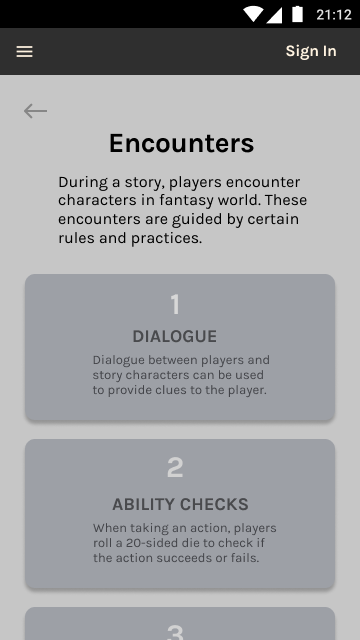 21:12
Sign In
Encounters
During a story, players encounter
characters in fantasy world. These
encounters are guided by certain
rules and practices.
1
DIALOGUE
Dialogue between players and
story characters can be used
to provide clues to the player.
2
ABILITY CHECKS
When taking an action, players
roll a 20-sided die to check if
the action succeeds or fails.
3